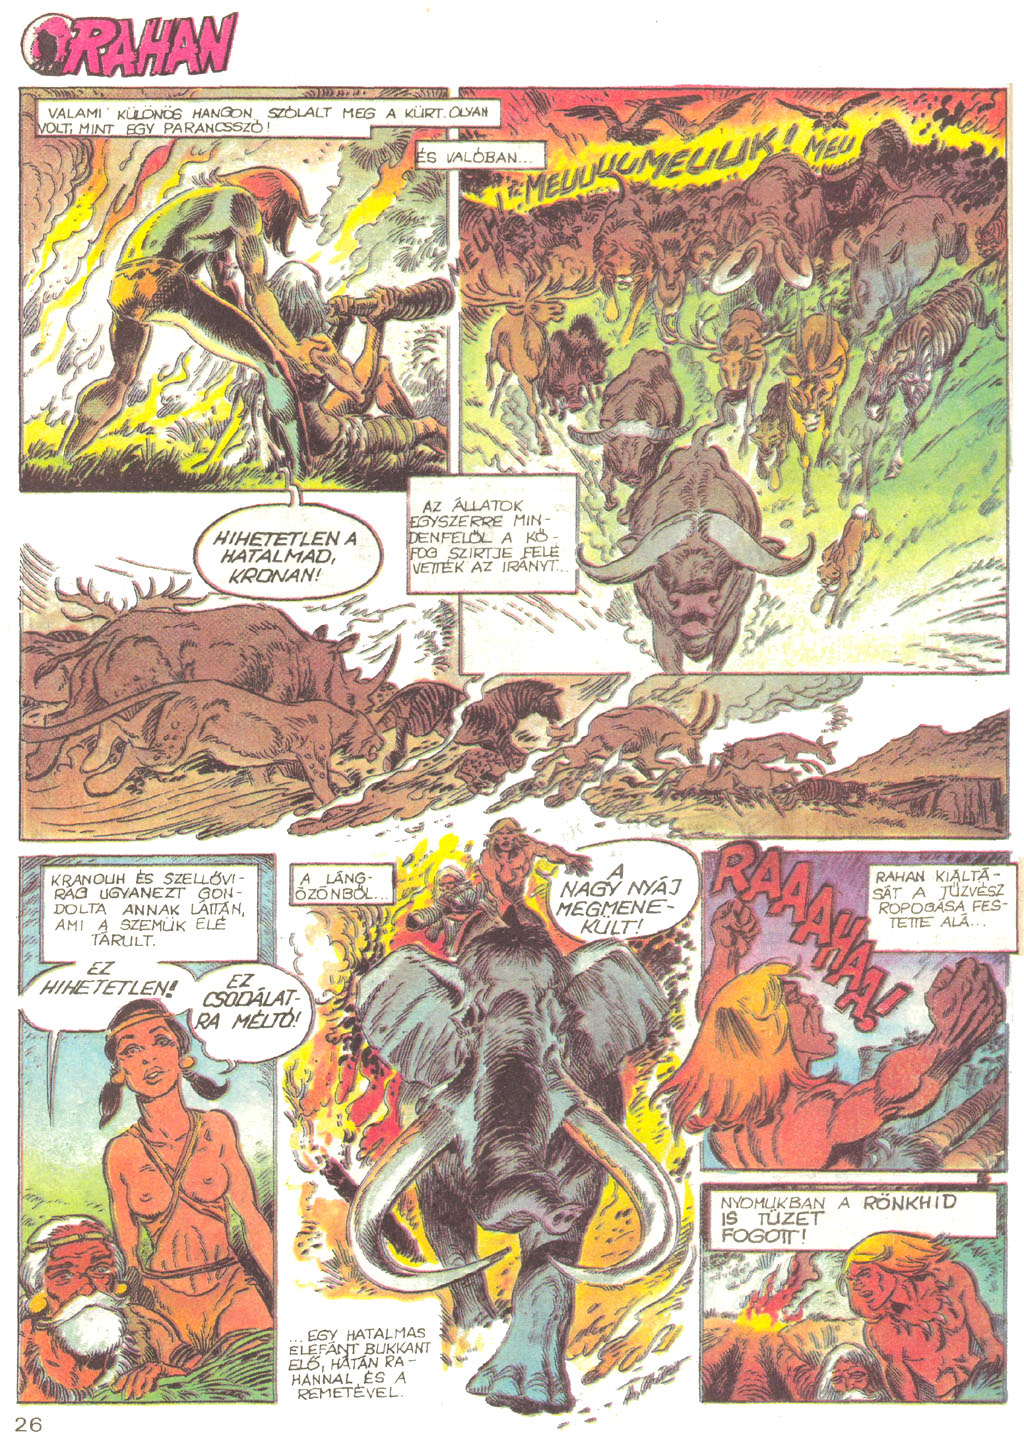 RAHAN
VALAMI KÜLÖNÖS HANGON SZÓLALT MEG A KÜRT. OLYAN
VOLT, MINT EGY PARANCSSZÓ!
ÉS VALÓBAN...
MEUUUUMEUUUK! MEU
HIHETETLEN A
HATALMAD,
KRONAN!
AZ ÁLLATOK
EGYSZERRE MIN-
DENFELŐL A KŐ-
FOG SZIRTJE FELÉ
VETTÉK AZ IRÁNYT...
KRANOUH ÉS SZELLŐVI-
RÁG UGYANEZT GON-
DOLTA ANNAK LÁTTÁN,
AMI A SZEMÜK ELÉ
TÁRULT.
EZ
HIHETETLEN!
EZ
CSODÁLAT-
RA MÉLTÓ!
A LÁNG-
ÖZÖNBŐL...
A
NAGY NYÁJ
MEGMENE-
KÜLT!
...EGY HATALMAS
ELEFÁNT BUKKANT
ELŐ, HÁTÁN RA-
HANNAL ÉS A
REMETÉVEL.
RAAAHAA!
RAHAN KIÁLTÁ-
SÁT A TŰZVÉSZ
ROPOGÁSA FES-
TETTE ALÁ...
NYOMUKBAN A RÖNKHÍD
IS TÜZET
FOGOTT!
26